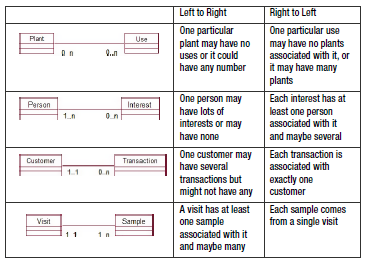 Left to Right
Right to Left
Plant
Use
0 n
0..n
One particular
plant may have no
uses or it could
have any number
One particular use
may have no plants
associated with it, or
it may have many
plants
Person
Interest
1..n
0..n
One person may
have lots of
interests or may
have none
Each interest has at
least one person
associated with it
and maybe several
Customer
Transaction
1..1
0..n
One customer may
have several
transactions but
might not have any
Each transaction is
associated with
exactly one
customer
Visit
Sample
1 1
1 n
A visit has at least
one sample
associated with it
and maybe many
Each sample comes
from a single visit